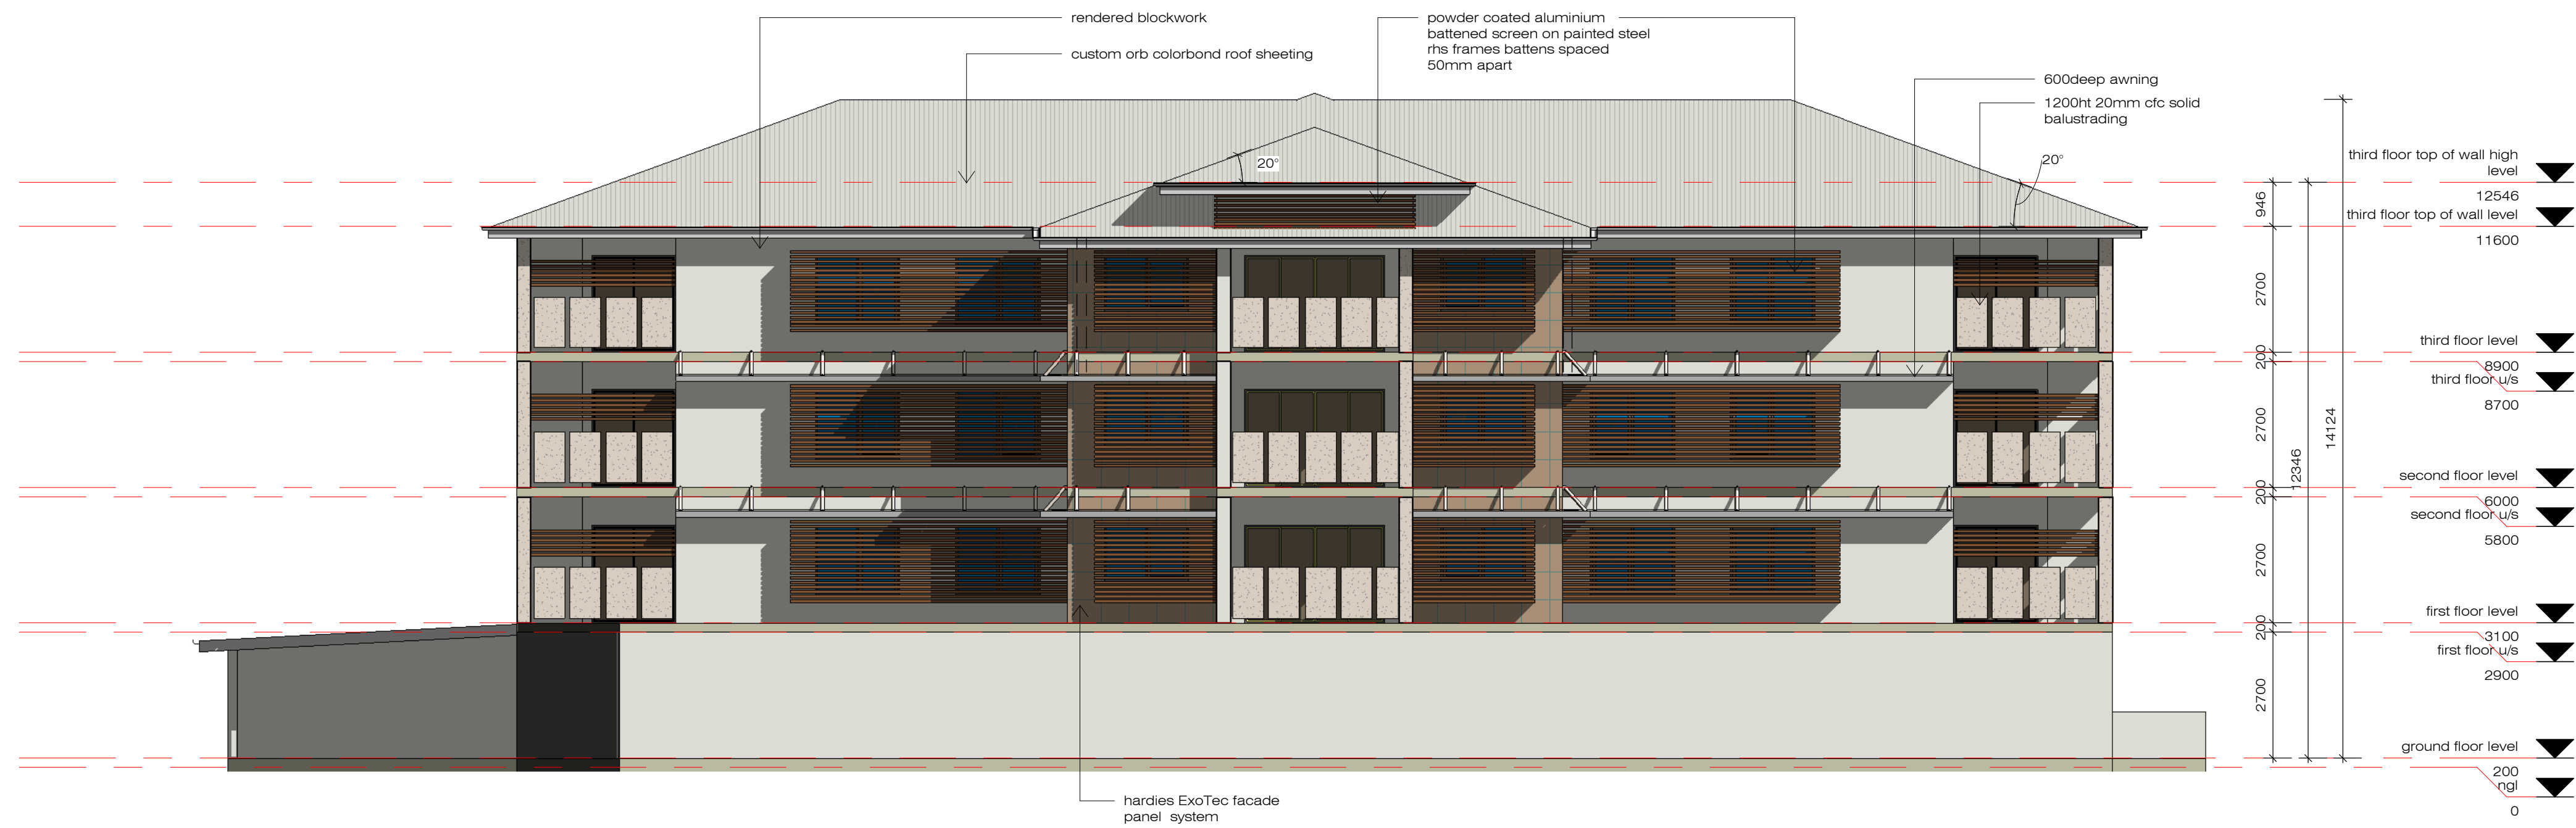 rendered blockwork
custom orb colorbond roof sheeting
powder coated aluminium
battened screen on painted steel
rhs frames battens spaced
50mm apart
600deep awning
1200ht 20mm cfc solid
balustrading
20°
20°
third floor top of wall high
level
12546
third floor top of wall level
11600
third floor level
8900
third floor u/s
8700
second floor level
6000
second floor u/s
5800
first floor level
3100
first floor u/s
2900
ground floor level
200
ngl
0
946
2700
200
2700
200
2700
200
2700
12346
14124
hardies ExoTec facade
panel system